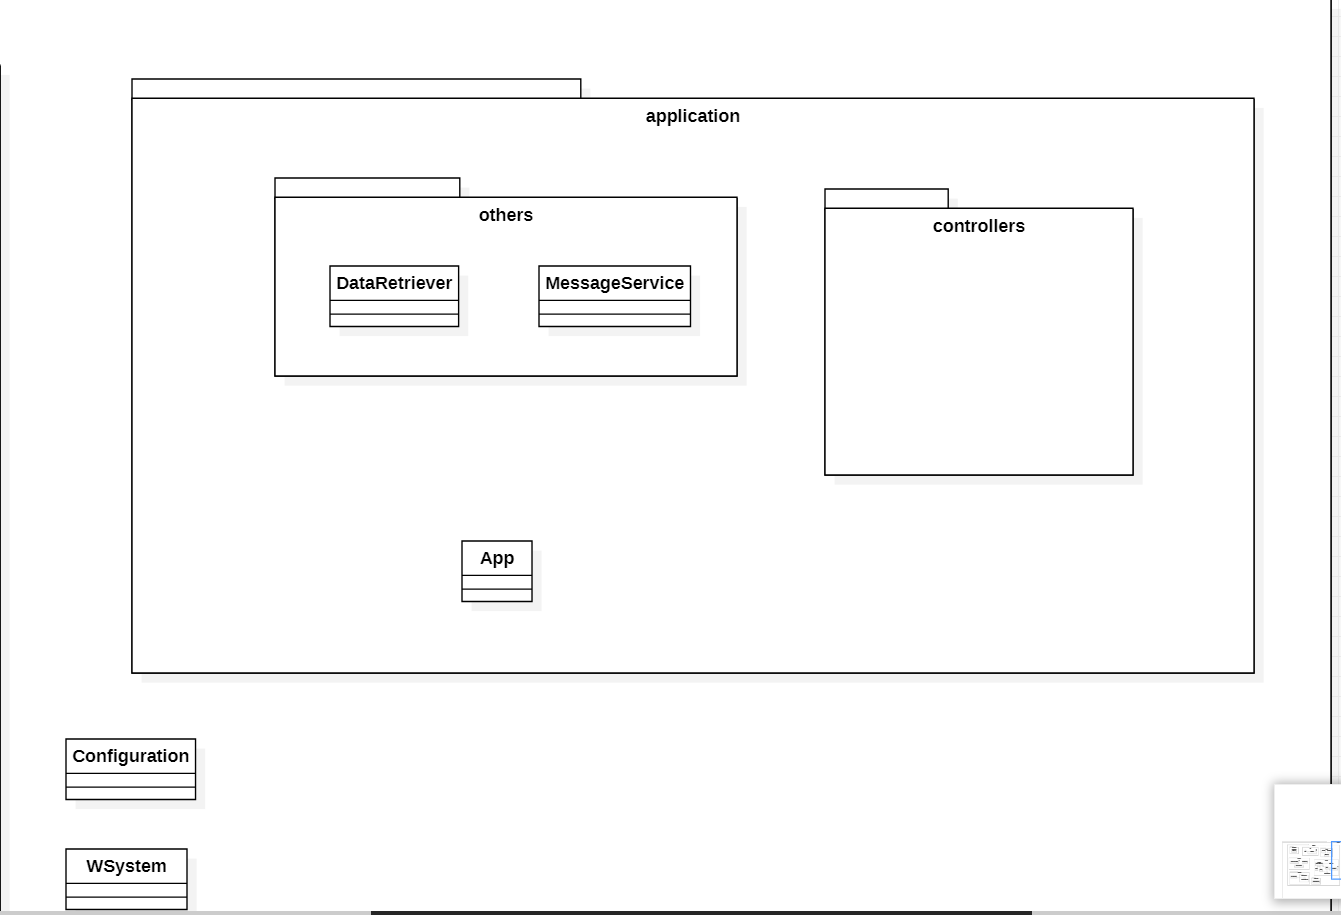 application
others
controllers
DataRetriever
MessageService
App
Configuration
WSystem